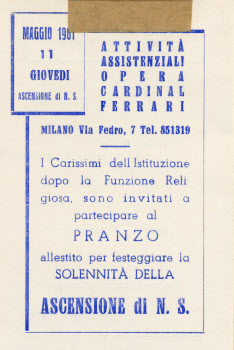 MAGGIO 1961
11
GIOVEDI
ASCENSIONE di N. S.
ATTIVITÀ
ASSISTENZIALI
OPERA
CARDINAL
FERRARI
MILANO Via Fedro, 7 Tel. 851319
I Carissimi dell'Istituzione
dopo la Funzione Reli-
giosa, sono invitati a
partecipare al
PRANZO
allestito per festeggiare la
SOLENNITÀ DELLA
ASCENSIONE di N. S.